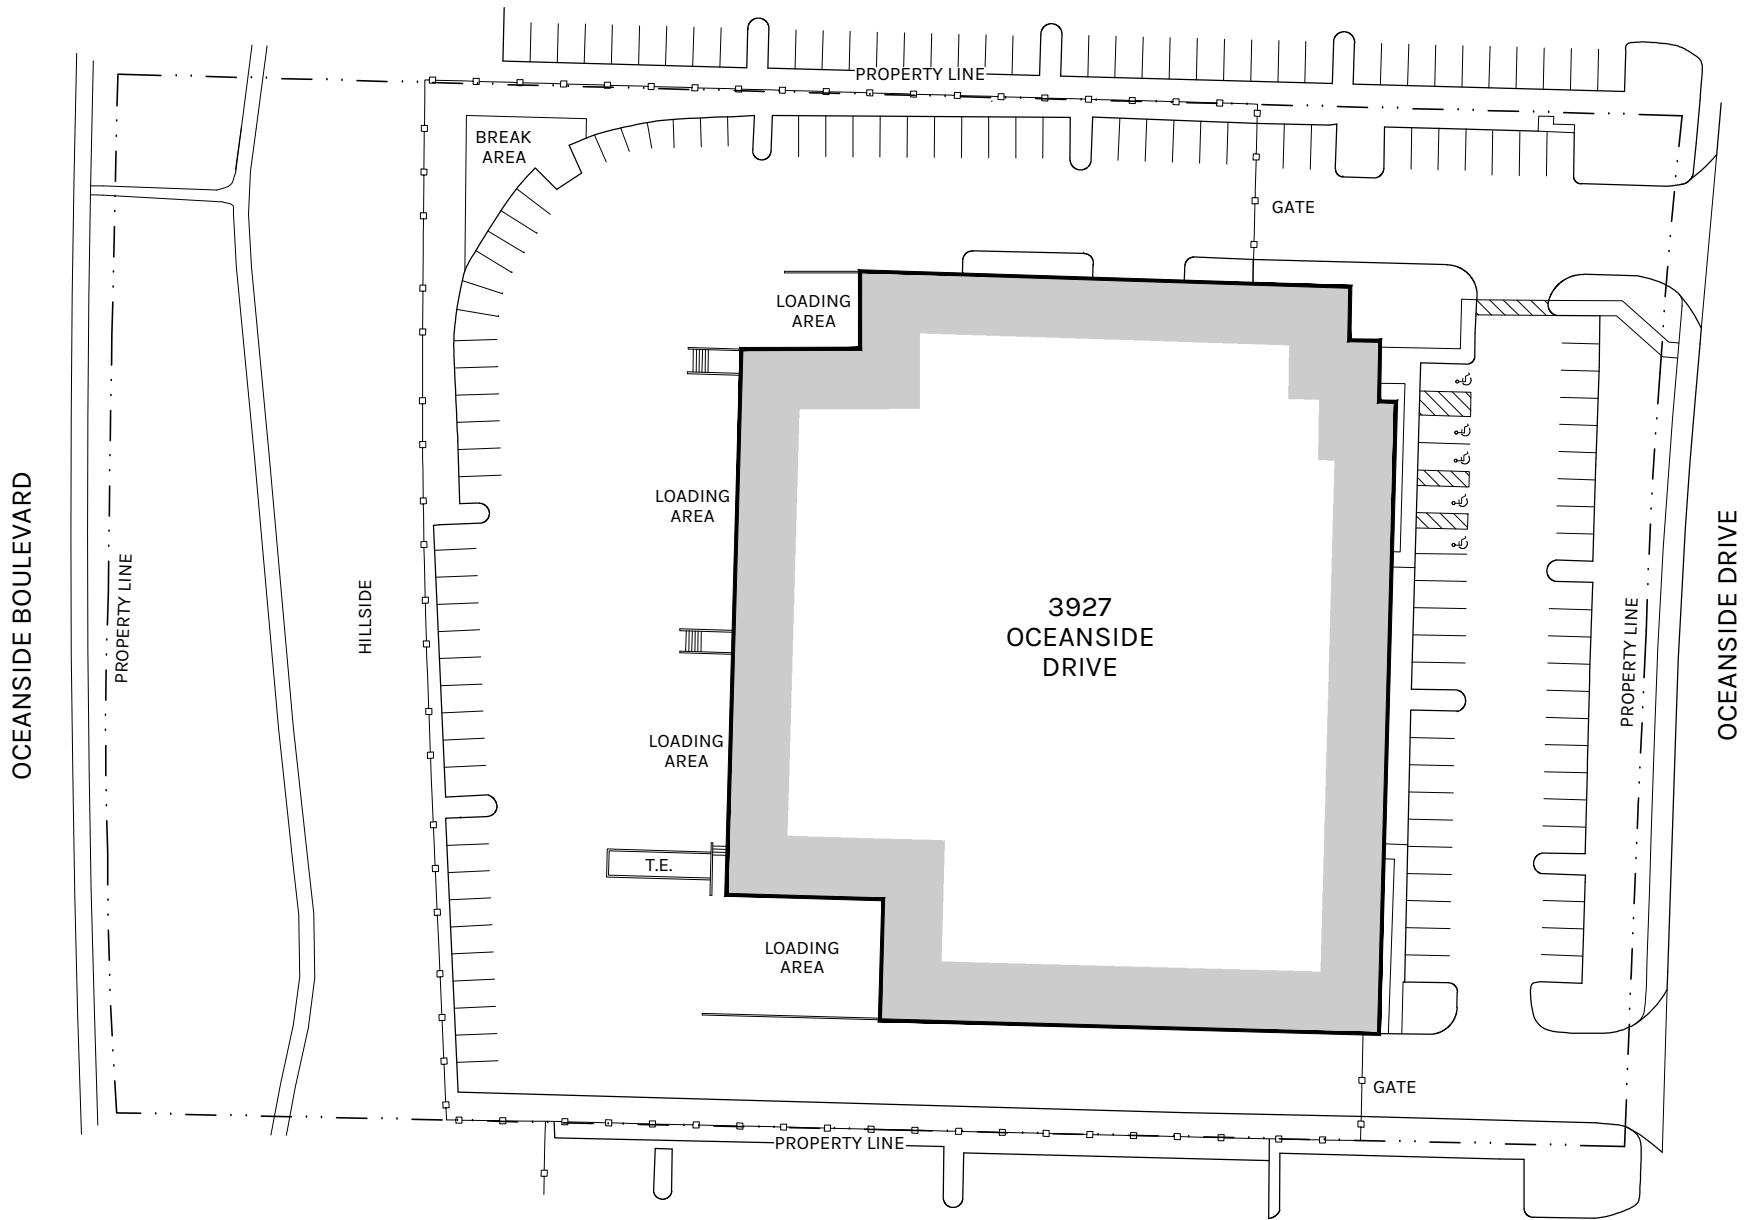 PROPERTY LINE
BREAK
AREA
GATE
LOADING
AREA
LOADING
AREA
OCEANSIDE BOULEVARD
PROPERTY LINE
HILLSIDE
3927
OCEANSIDE
DRIVE
PROPERTY LINE
OCEANSIDE DRIVE
LOADING
AREA
T.E.
LOADING
AREA
GATE
PROPERTY LINE